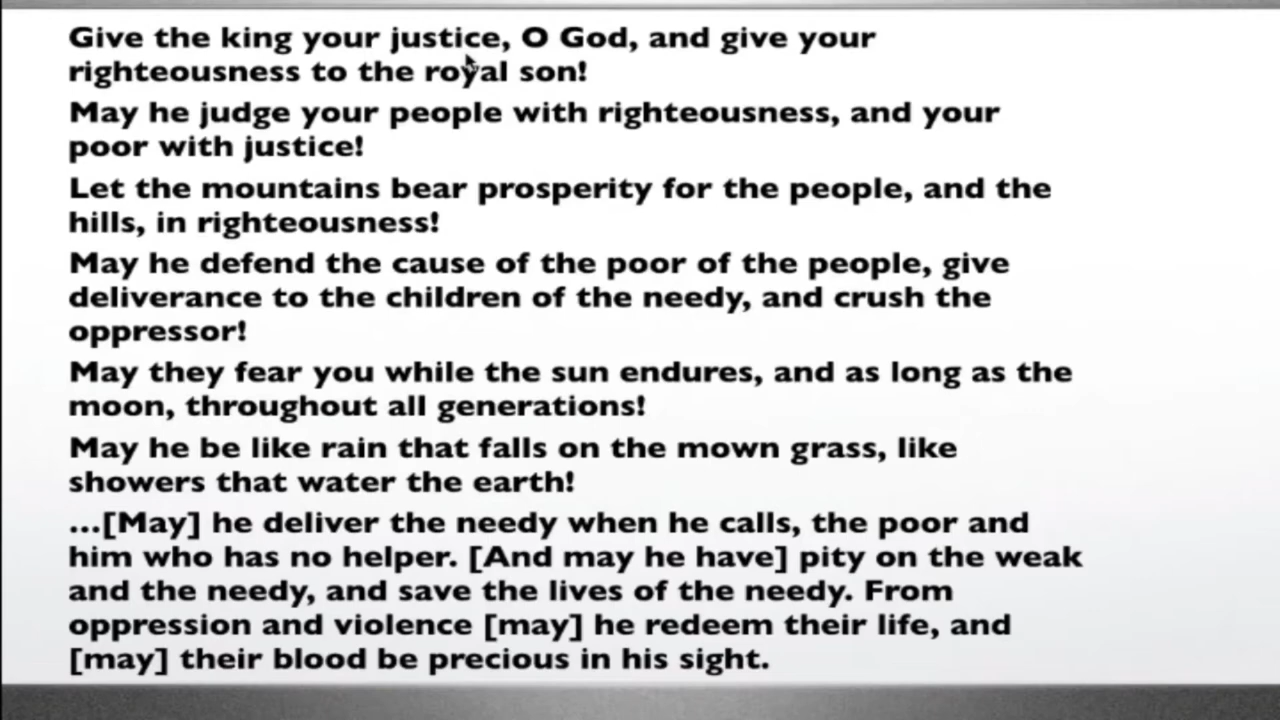 Give the king your justice, O God, and give your
righteousness to the royal son!
May he judge your people with righteousness, and your
poor with justice!
Let the mountains bear prosperity for the people, and the
hills, in righteousness!
May he defend the cause of the poor of the people, give
deliverance to the children of the needy, and crush the
oppressor!
May they fear you while the sun endures, and as long as the
moon, throughout all generations!
May he be like rain that falls on the mown grass, like
showers that water the earth!
...[May] he deliver the needy when he calls, the poor and
him who has no helper. [And may he have] pity on the weak
and the needy, and save the lives of the needy. From
oppression and violence [may] he redeem their life, and
[may] their blood be precious in his sight.